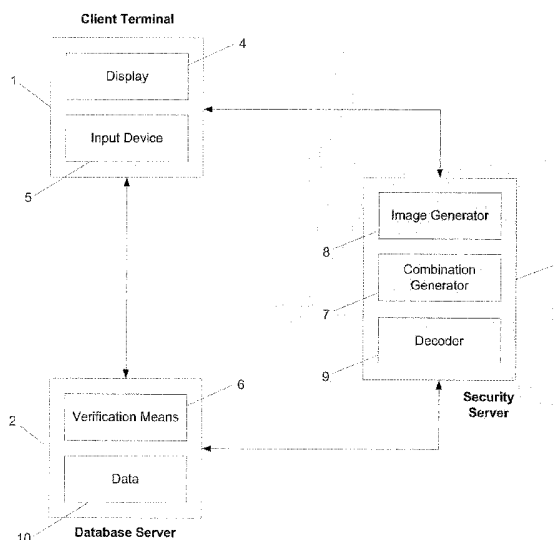 Client Terminal
4
Display
1
Input Device
5
Image Generator
8
Combination
Generator
7
Decoder
9
Security
Server
6
Verification Means
2
Data
10
Database Server